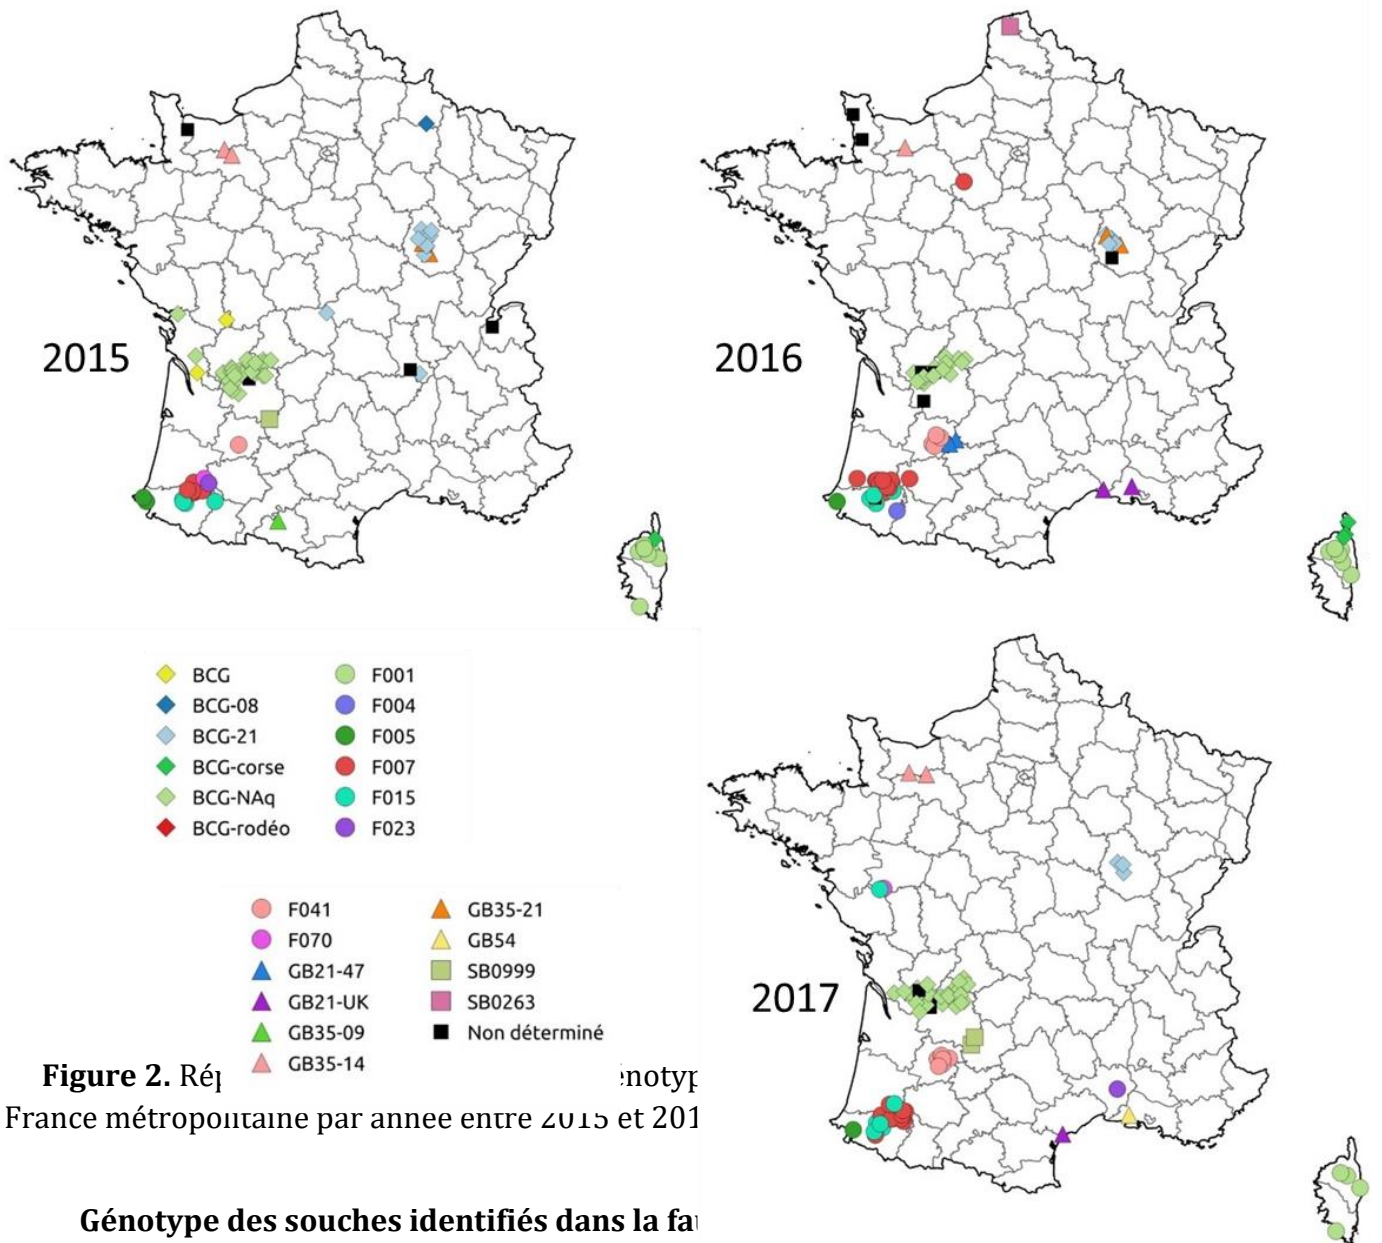 2015
2016
BCG
BCG-08
BCG-21
BCG-corse
BCG-NAq
BCG-rodéo
F001
F004
F005
F007
F015
F023
2017
F041
F070
GB21-47
GB21-UK
GB35-09
GB35-14
GB35-21
GB54
SB0999
SB0263
Non déterminé
Figure 2.
France métropolitaine par année entre 2015 et
Génotype des souches identifiés dans la